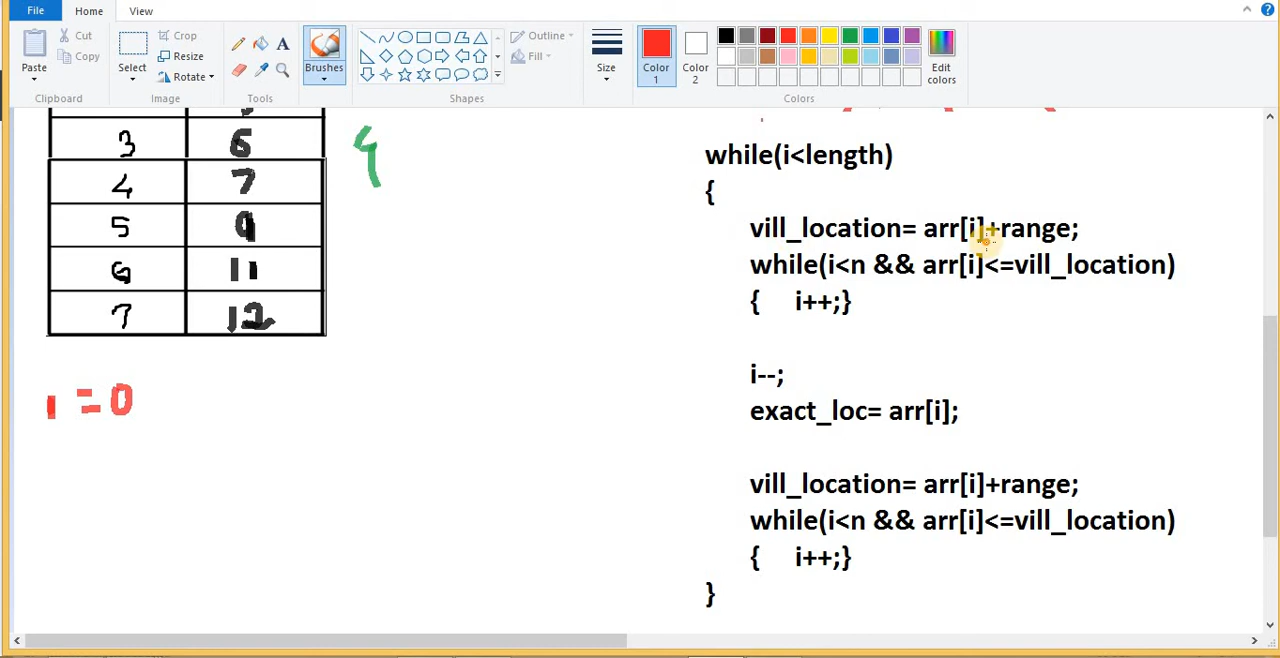 File Home View
Cut
Copy
Paste
Clipboard
Select
Crop
Resize
Rotate
Image
Tools
Brushes
Shapes
Outline
Fill
Size
Color 1
Color 2
Edit colors
Colors
3 6
4 7
5 9
6 11
7 12
i = 0
while(i<length)
{
vill_location= arr[i]+range;
while(i<n && arr[i]<=vill_location)
{ i++;}
i--;
exact_loc= arr[i];
vill_location= arr[i]+range;
while(i<n && arr[i]<=vill_location)
{ i++;}
}